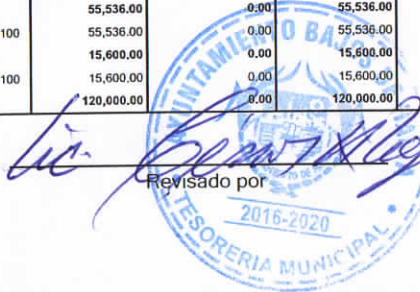 55,536.00 0.00 55,536.00
100 55,536.00 0.00 55,536.00
15,600.00 0.00 15,600.00
100 15,600.00 0.00 15,600.00
120,000.00 0.00 120,000.00
Lic.
Revisado por
2016-2020
TESORERIA MUNICIPAL